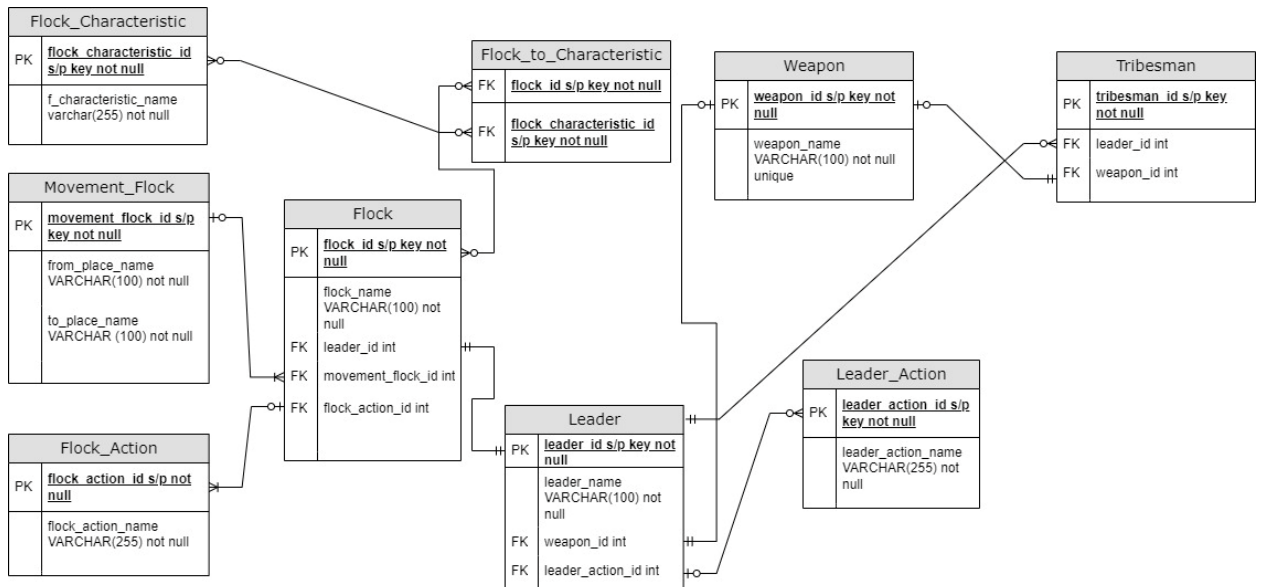 Flock_Characteristic
PK
flock_characteristic_id
s/p key not null
f_characteristic_name
varchar(255) not null
Flock_to_Characteristic
FK
flock_id s/p key not null
FK
flock_characteristic_id
s/p key not null
Weapon
PK
weapon_id s/p key not
null
weapon_name
VARCHAR(100) not null
unique
Tribesman
PK
tribesman_id s/p key
not null
FK
leader_id int
FK
weapon_id int
Movement_Flock
PK
movement_flock_id s/p
key not null
from_place_name
VARCHAR(100) not null
to_place_name
VARCHAR (100) not null
Flock
PK
flock_id s/p key not
null
flock_name
VARCHAR(100) not
null
FK
leader_id int
FK
movement_flock_id int
FK
flock_action_id int
Flock_Action
PK
flock_action_id s/p not
null
flock_action_name
VARCHAR(255) not null
Leader
PK
leader_id s/p key not
null
leader_name
VARCHAR(100) not
null
FK
weapon_id int
FK
leader_action_id int
Leader_Action
PK
leader_action_id s/p
key not null
leader_action_name
VARCHAR(255) not
null